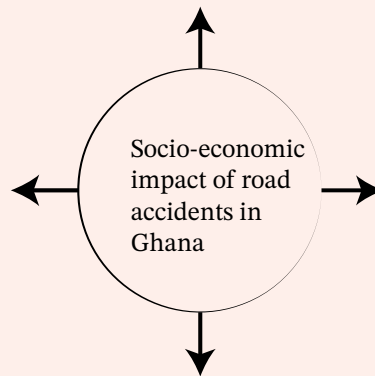 Socio-economic
impact of road
accidents in
Ghana